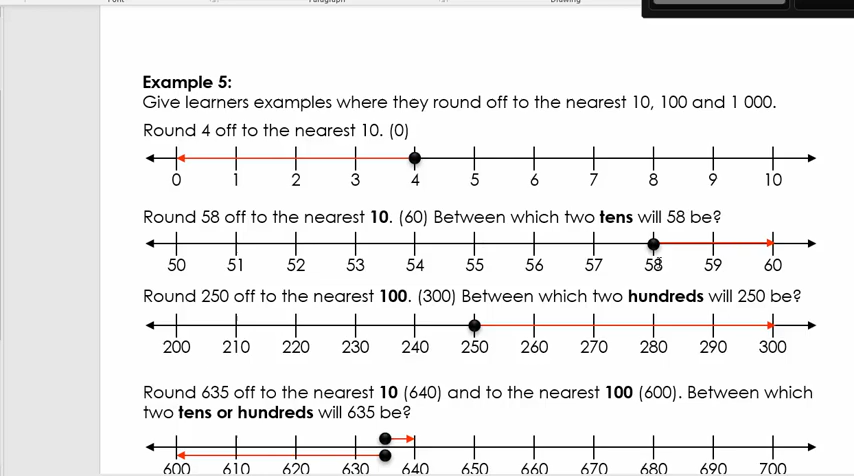 Example 5:
Give learners examples where they round off to the nearest 10, 100 and 1 000.
Round 4 off to the nearest 10. (0)
0 1 2 3 4 5 6 7 8 9 10
Round 58 off to the nearest 10. (60) Between which two tens will 58 be?
50 51 52 53 54 55 56 57 58 59 60
Round 250 off to the nearest 100. (300) Between which two hundreds will 250 be?
200 210 220 230 240 250 260 270 280 290 300
Round 635 off to the nearest 10 (640) and to the nearest 100 (600). Between which
two tens or hundreds will 635 be?
600 610 620 630 640 650 660 670 680 690 700